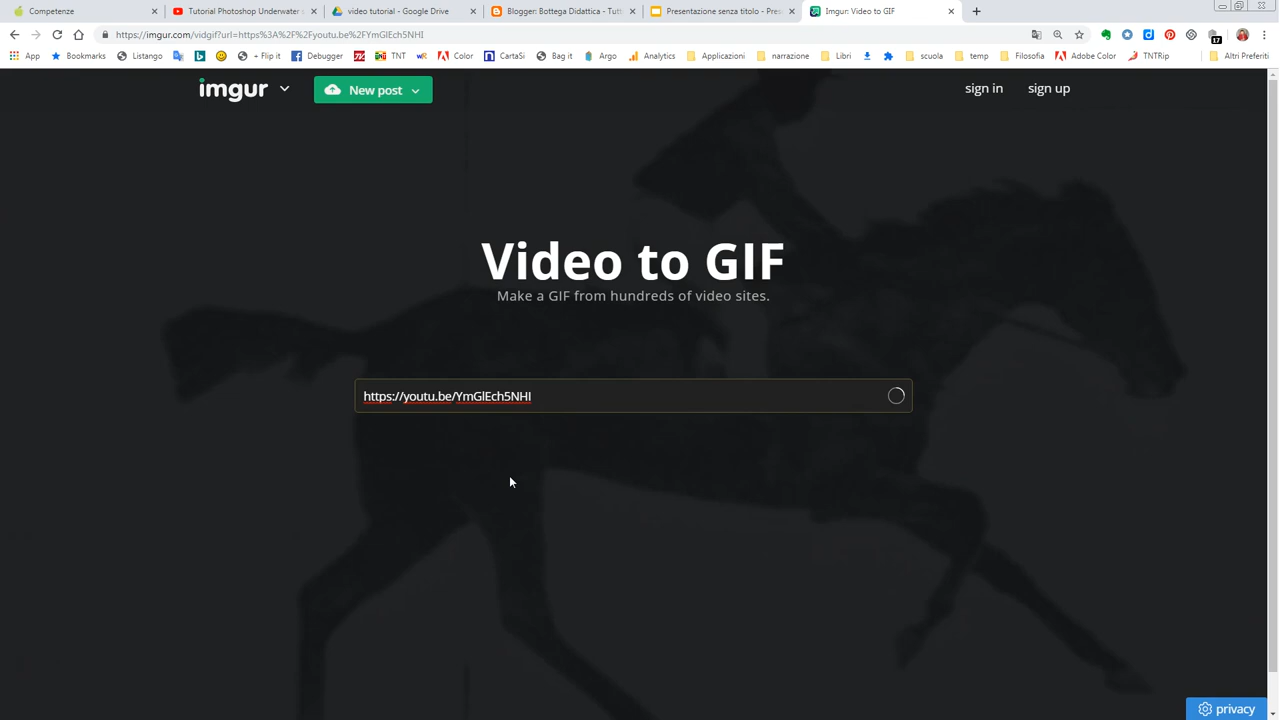 Competenze
Tutorial Photoshop Underwater
video tutorial - Google Drive
Blogger: Bottega Didattica - Tutt
Presentazione senza titolo - Pres
Imgur: Video to GIF
https://imgur.com/vidgif?url=https%3A%2F%2Fyoutu.be%2FYmGlEch5NHI
App Bookmarks Listango + Flip it Debugger TNT Color CartaSi Bag it Argo Analytics Applicazioni narrazione Libri scuola temp Filosofia Adobe Color TNTRip Altri Preferiti
17
imgur New post sign in sign up
Video to GIF
Make a GIF from hundreds of video sites.
https://youtu.be/YmGlEch5NHI
privacy